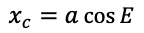 x_c = a cos E